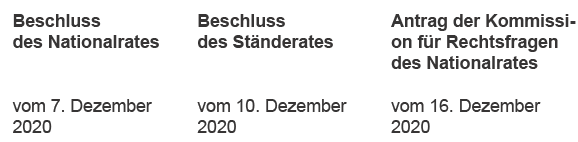 Beschluss
des Nationalrates
vom 7. Dezember
2020
Beschluss
des Ständerates
vom 10. Dezember
2020
Antrag der Kommissi-
on für Rechtsfragen
des Nationalrates
vom 16. Dezember
2020